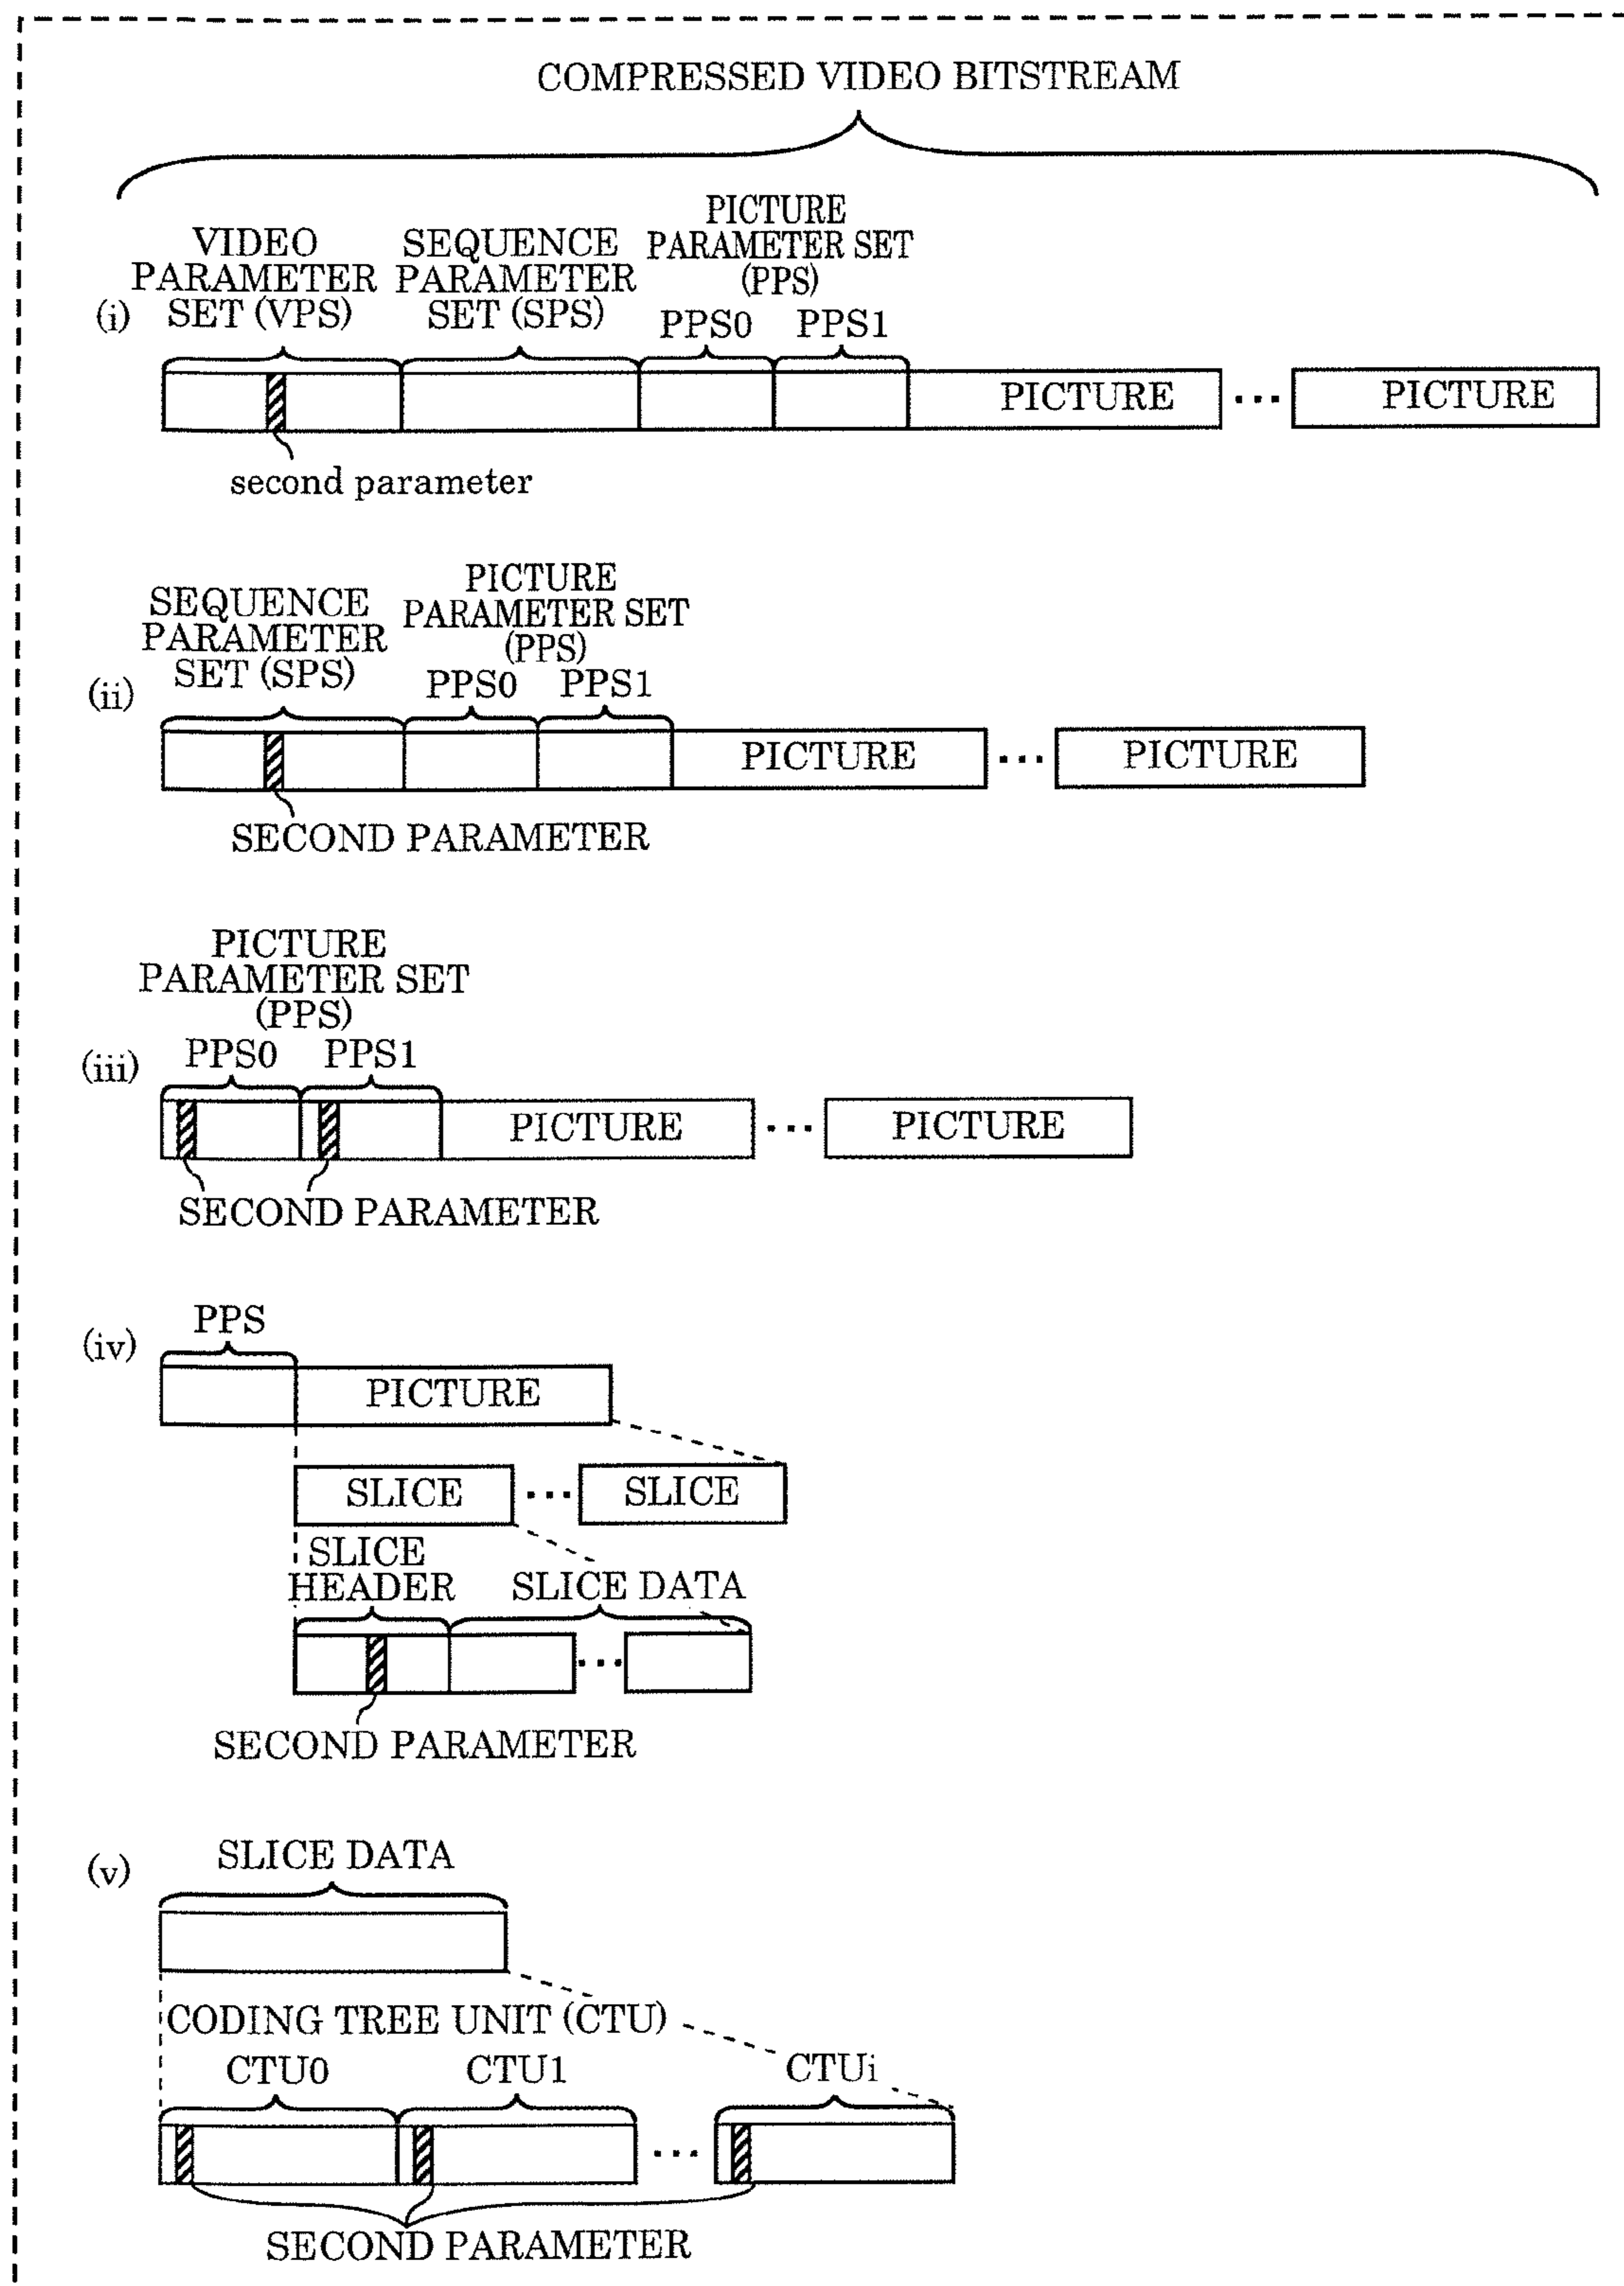 COMPRESSED VIDEO BITSTREAM
(i)
VIDEO
PARAMETER
SET (VPS)
SEQUENCE
PARAMETER
SET (SPS)
PICTURE
PARAMETER SET
(PPS)
PPS0 PPS1
PICTURE ... PICTURE
second parameter
(ii)
SEQUENCE
PARAMETER
SET (SPS)
PICTURE
PARAMETER SET
(PPS)
PPS0 PPS1
PICTURE ... PICTURE
SECOND PARAMETER
(iii)
PICTURE
PARAMETER SET
(PPS)
PPS0 PPS1
PICTURE ... PICTURE
SECOND PARAMETER
(iv)
PPS
PICTURE
SLICE ... SLICE
SLICE
HEADER
SLICE DATA
...
SECOND PARAMETER
(v)
SLICE DATA
CODING TREE UNIT (CTU)
CTU0 CTU1 CTUi
...
SECOND PARAMETER